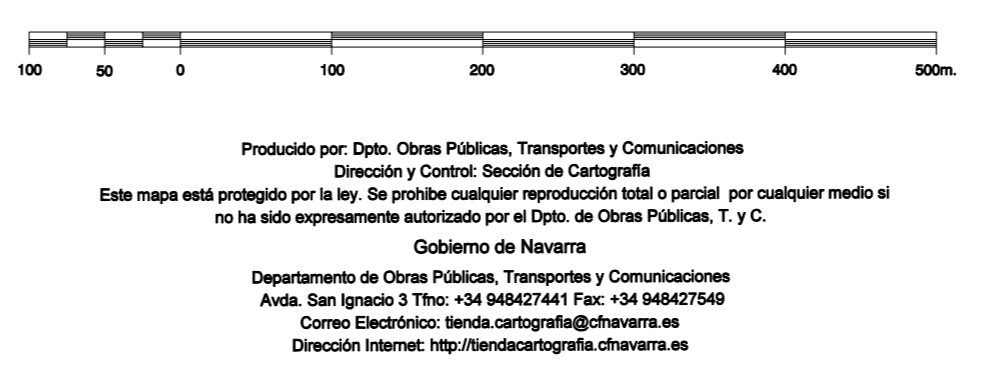 100 50 0 100 200 300 400 500m.
Producido por: Dpto. Obras Públicas, Transportes y Comunicaciones
Dirección y Control: Sección de Cartografía
Este mapa está protegido por la ley. Se prohibe cualquier reproducción total o parcial por cualquier medio si
no ha sido expresamente autorizado por el Dpto. de Obras Públicas, T. y C.
Gobierno de Navarra
Departamento de Obras Públicas, Transportes y Comunicaciones
Avda. San Ignacio 3 Tfno: +34 948427441 Fax: +34 948427549
Correo Electrónico: tienda.cartografia@cfnavarra.es
Dirección Internet: http://tiendacartografia.cfnavarra.es